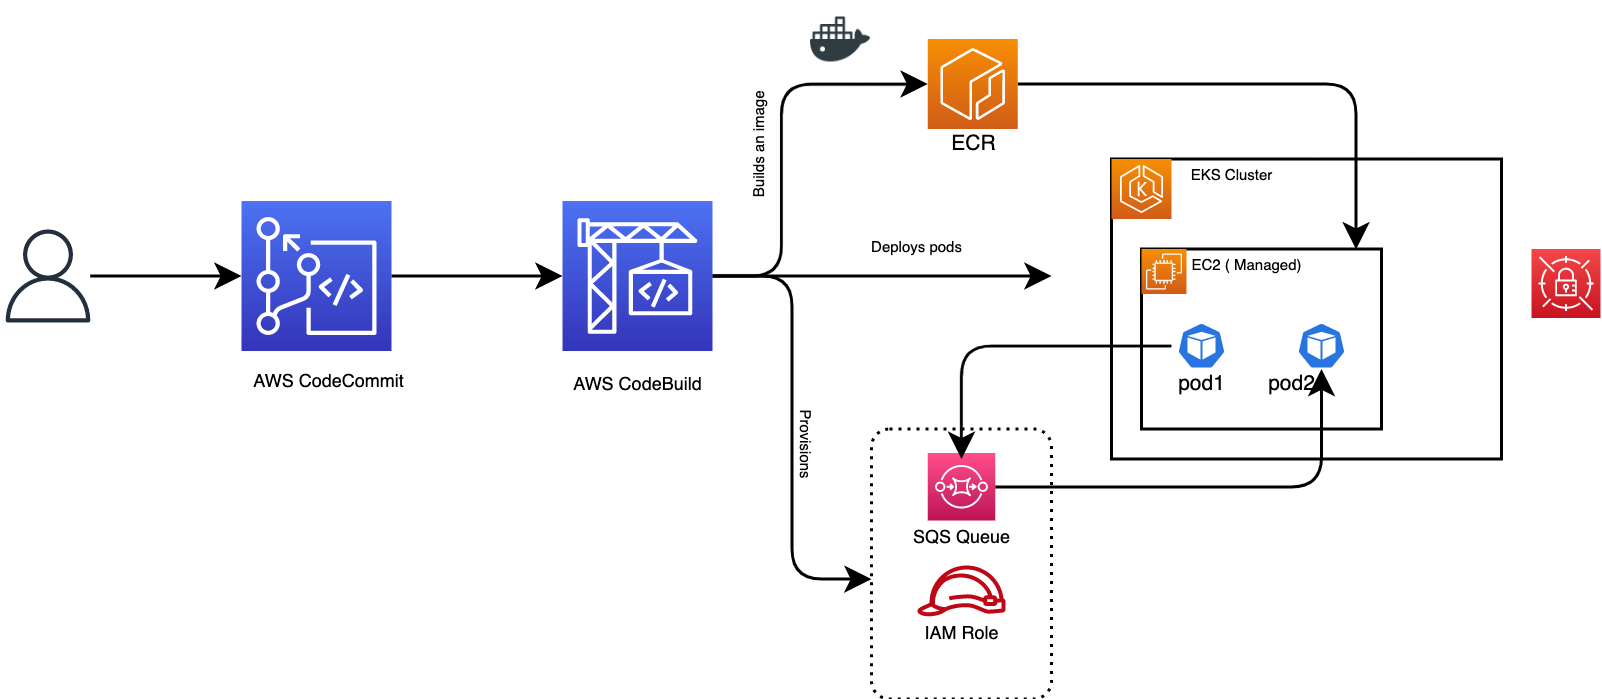 Builds an image
ECR
EKS Cluster
Deploys pods
EC2 ( Managed)
AWS CodeCommit
AWS CodeBuild
pod1
pod2
Provisions
SQS Queue
IAM Role
K